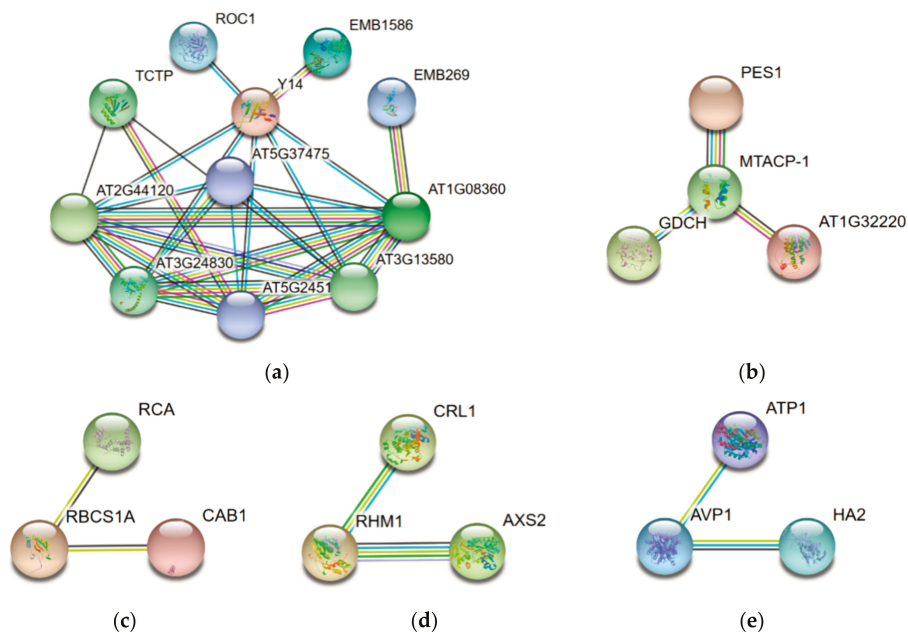 ROC1
EMB1586
TCTP
Y14
EMB269
PES1
AT5G37475
MTACP-1
AT2G44120
AT1G08360
GDCH
AT1G32220
AT3G24830
AT3G13580
AT5G2451
(a)
(b)
RCA
CRL1
ATP1
RBCS1A
CAB1
RHM1
AXS2
AVP1
HA2
(c)
(d)
(e)